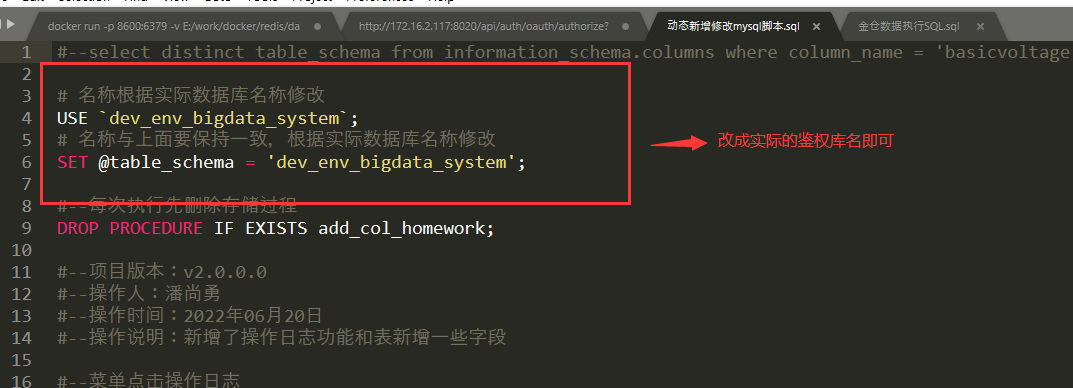 docker run -p 8600:6379 -v E:/work/docker/redis/da
http://172.16.2.117:8020/api/auth/oauth/authorize?
动态新增修改mysql脚本.sql
金仓数据执行SQL.sql
1 #--select distinct table_schema from information_schema.columns where column_name = 'basicvoltage
2
3 # 名称根据实际数据库名称修改
4 USE `dev_env_bigdata_system`;
5 # 名称与上面要保持一致, 根据实际数据库名称修改
6 SET @table_schema = 'dev_env_bigdata_system';
改成实际的鉴权库名即可
7
8 #--每次执行先删除存储过程
9 DROP PROCEDURE IF EXISTS add_col_homework;
10
11 #--项目版本：v2.0.0.0
12 #--操作人：潘尚勇
13 #--操作时间：2022年06月20日
14 #--操作说明：新增了操作日志功能和表新增一些字段
15
16 #--菜单点击操作日志